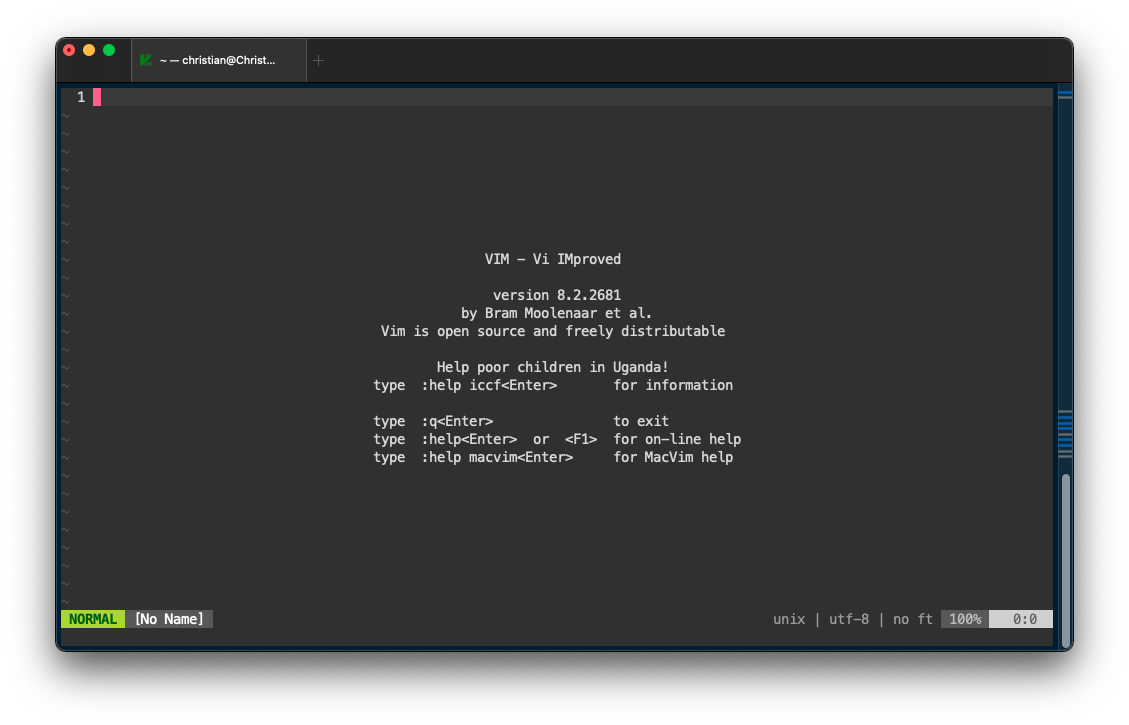 ~ — christian@Christ...
1
~
~
~
~
~
~
~
~
VIM - Vi IMproved
~
~
version 8.2.2681
~
by Bram Moolenaar et al.
~
Vim is open source and freely distributable
~
~
Help poor children in Uganda!
~
type :help iccf<Enter> for information
~
~
type :q<Enter> to exit
~
type :help<Enter> or <F1> for on-line help
~
type :help macvim<Enter> for MacVim help
~
~
~
~
~
~
~
~
NORMAL [No Name] unix | utf-8 | no ft 100% 0:0